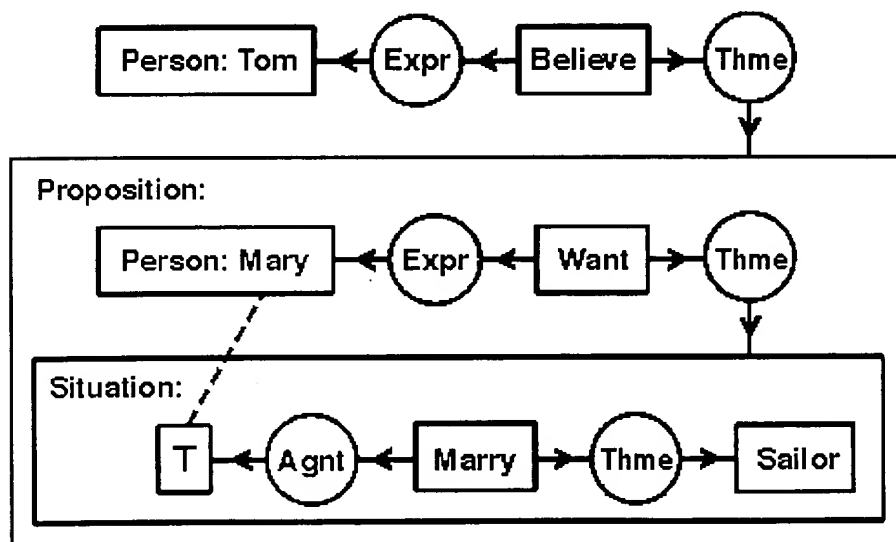 Person: Tom Expr Believe Thme
Proposition:
Person: Mary Expr Want Thme
Situation:
T Agnt Marry Thme Sailor